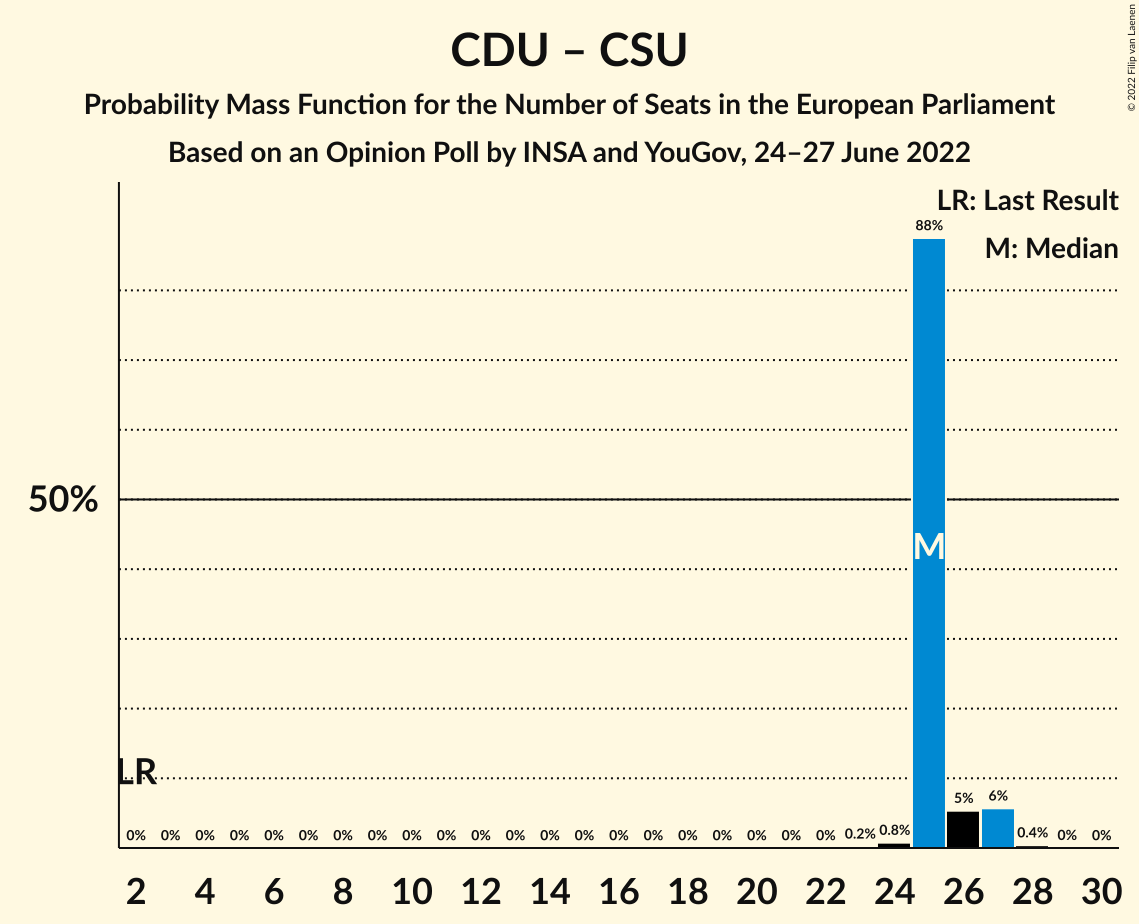 CDU – CSU
Probability Mass Function for the Number of Seats in the European Parliament
Based on an Opinion Poll by INSA and YouGov, 24–27 June 2022
© 2022 Filip van Laenen
LR: Last Result
M: Median
88%
50%
M
LR
0% 0% 0% 0% 0% 0% 0% 0% 0% 0% 0% 0% 0% 0% 0% 0% 0% 0% 0% 0% 0% 0.2% 0.8% 5% 6% 0.4% 0% 0%
2 4 6 8 10 12 14 16 18 20 22 24 26 28 30